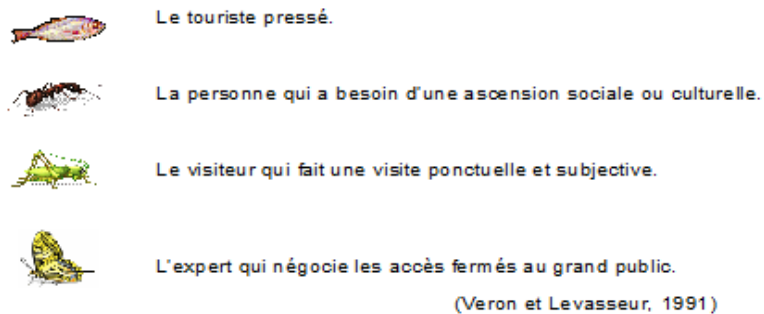 Le touriste pressé.
La personne qui a besoin d'une ascension sociale ou culturelle.
Le visiteur qui fait une visite ponctuelle et subjective.
L'expert qui négocie les accès fermés au grand public.
(Veron et Levasseur, 1991)